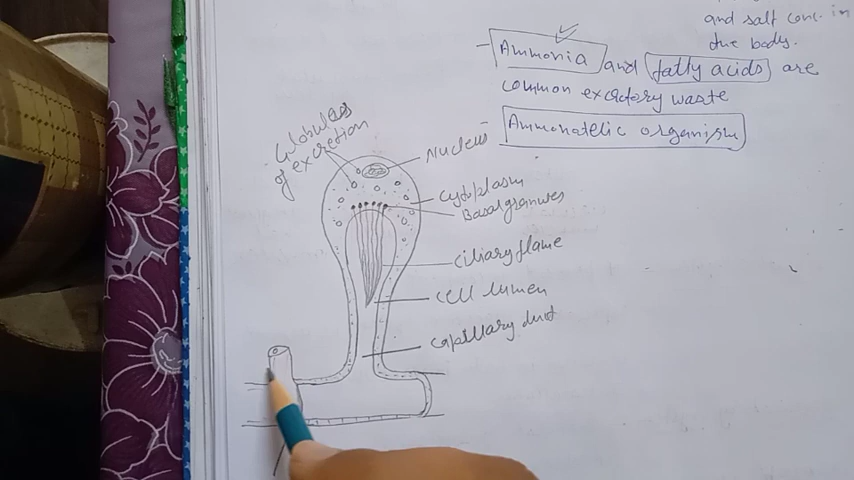 and salt conc. in
due body.
- Ammonia and fatty acids are
common excretory waste
Ammonotelic organism
Globules
of excretion
Nucleus
Cytoplasm
Basal granules
ciliary flame
cell lumen
capillary duct